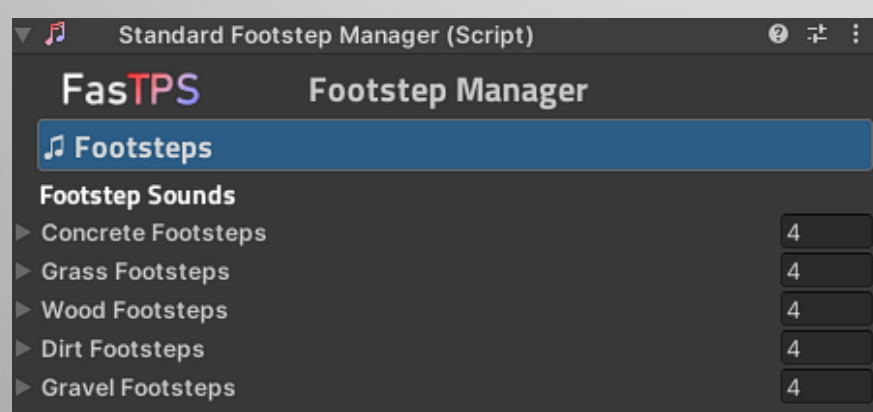 Standard Footstep Manager (Script)
FasTPS Footstep Manager
Footsteps
Footstep Sounds
Concrete Footsteps 4
Grass Footsteps 4
Wood Footsteps 4
Dirt Footsteps 4
Gravel Footsteps 4